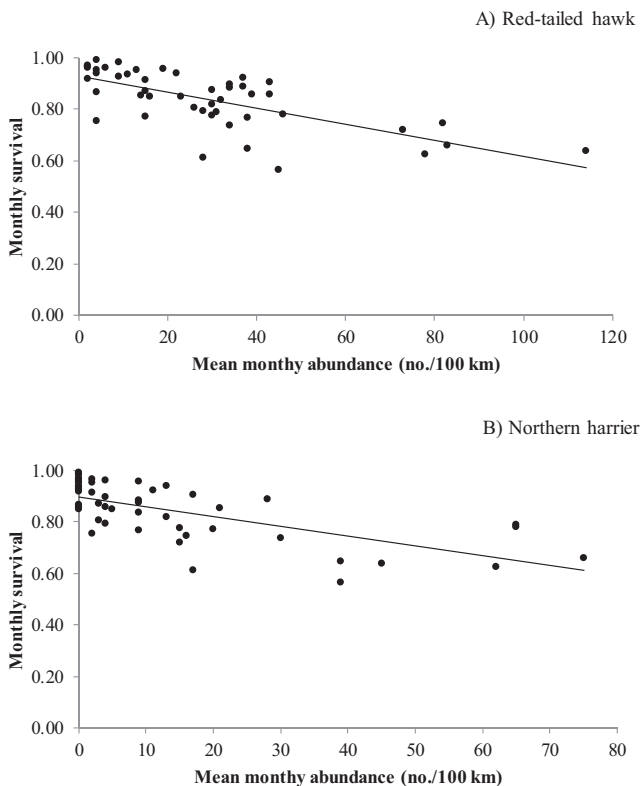 A) Red-tailed hawk
1.00
0.80
0.60
0.40
0.20
0.00
Monthly survival
0 20 40 60 80 100 120
Mean monthy abundance (no./100 km)
B) Northern harrier
1.00
0.80
0.60
0.40
0.20
0.00
Monthly survival
0 10 20 30 40 50 60 70 80
Mean monthy abundance (no./100 km)